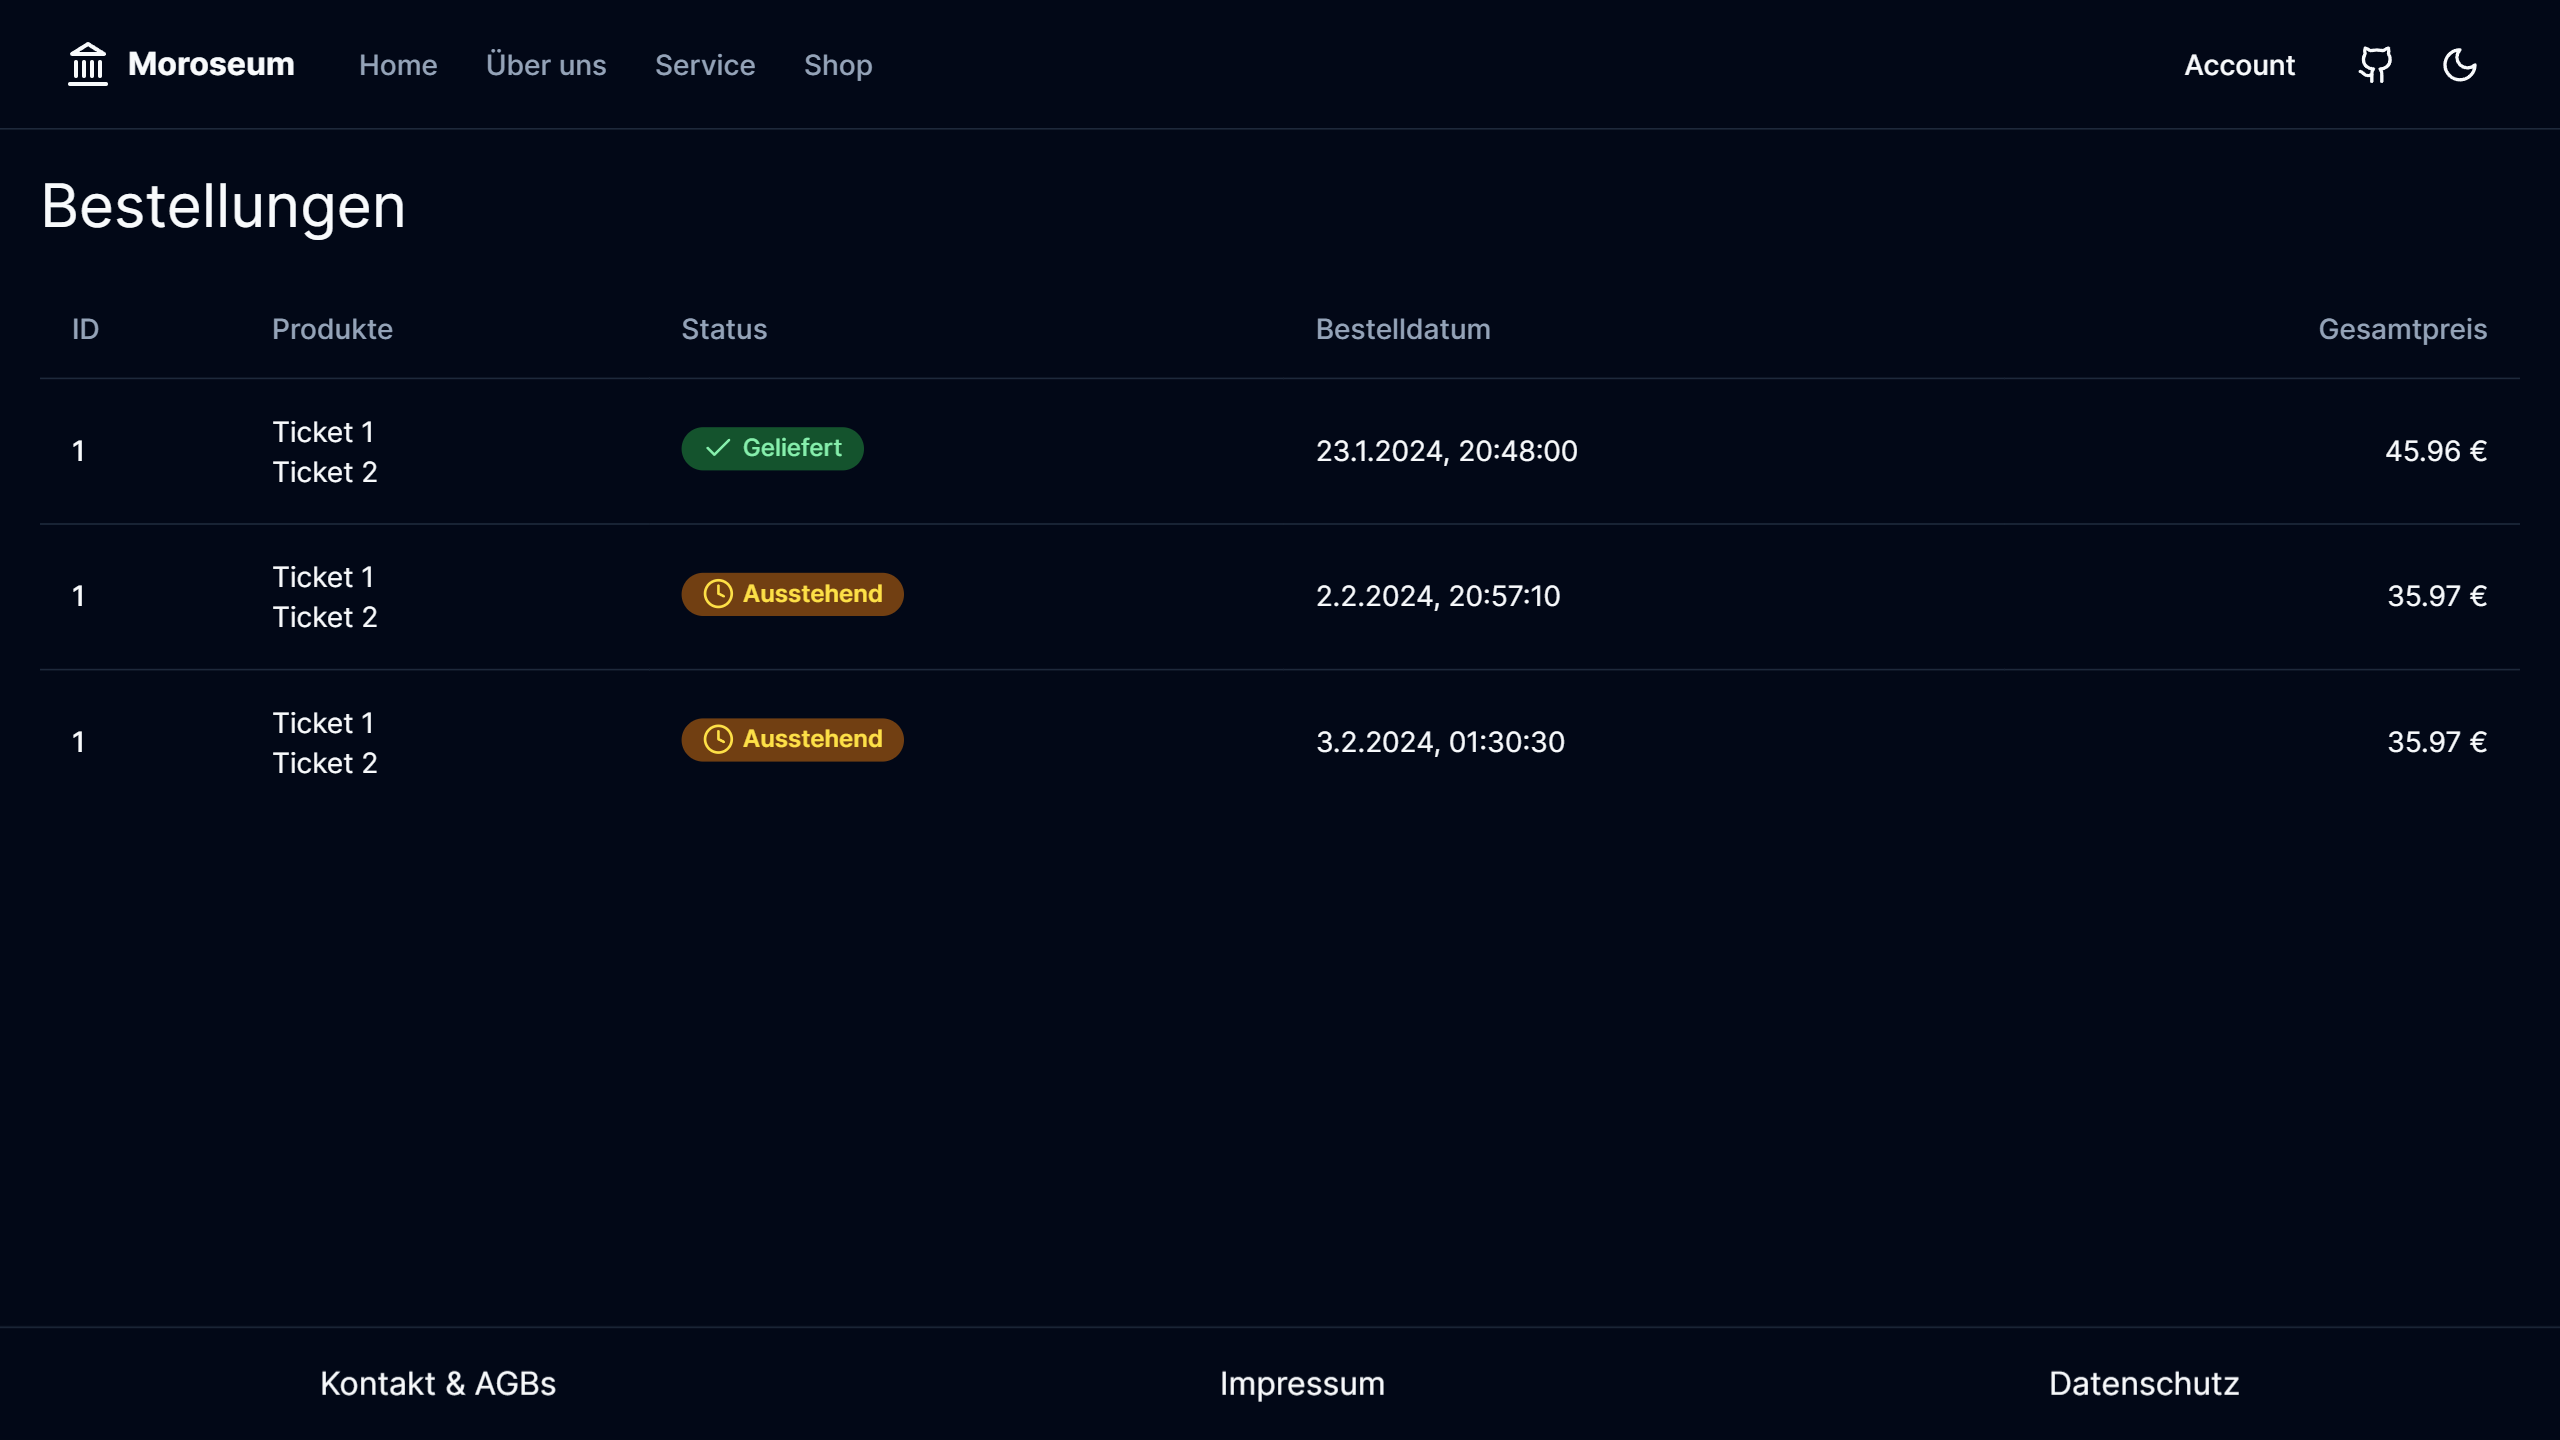 Moroseum Home Über uns Service Shop Account
Bestellungen
ID Produkte Status Bestelldatum Gesamtpreis
1 Ticket 1 Geliefert 23.1.2024, 20:48:00 45.96 €
Ticket 2
1 Ticket 1 Ausstehend 2.2.2024, 20:57:10 35.97 €
Ticket 2
1 Ticket 1 Ausstehend 3.2.2024, 01:30:30 35.97 €
Ticket 2
Kontakt & AGBs Impressum Datenschutz